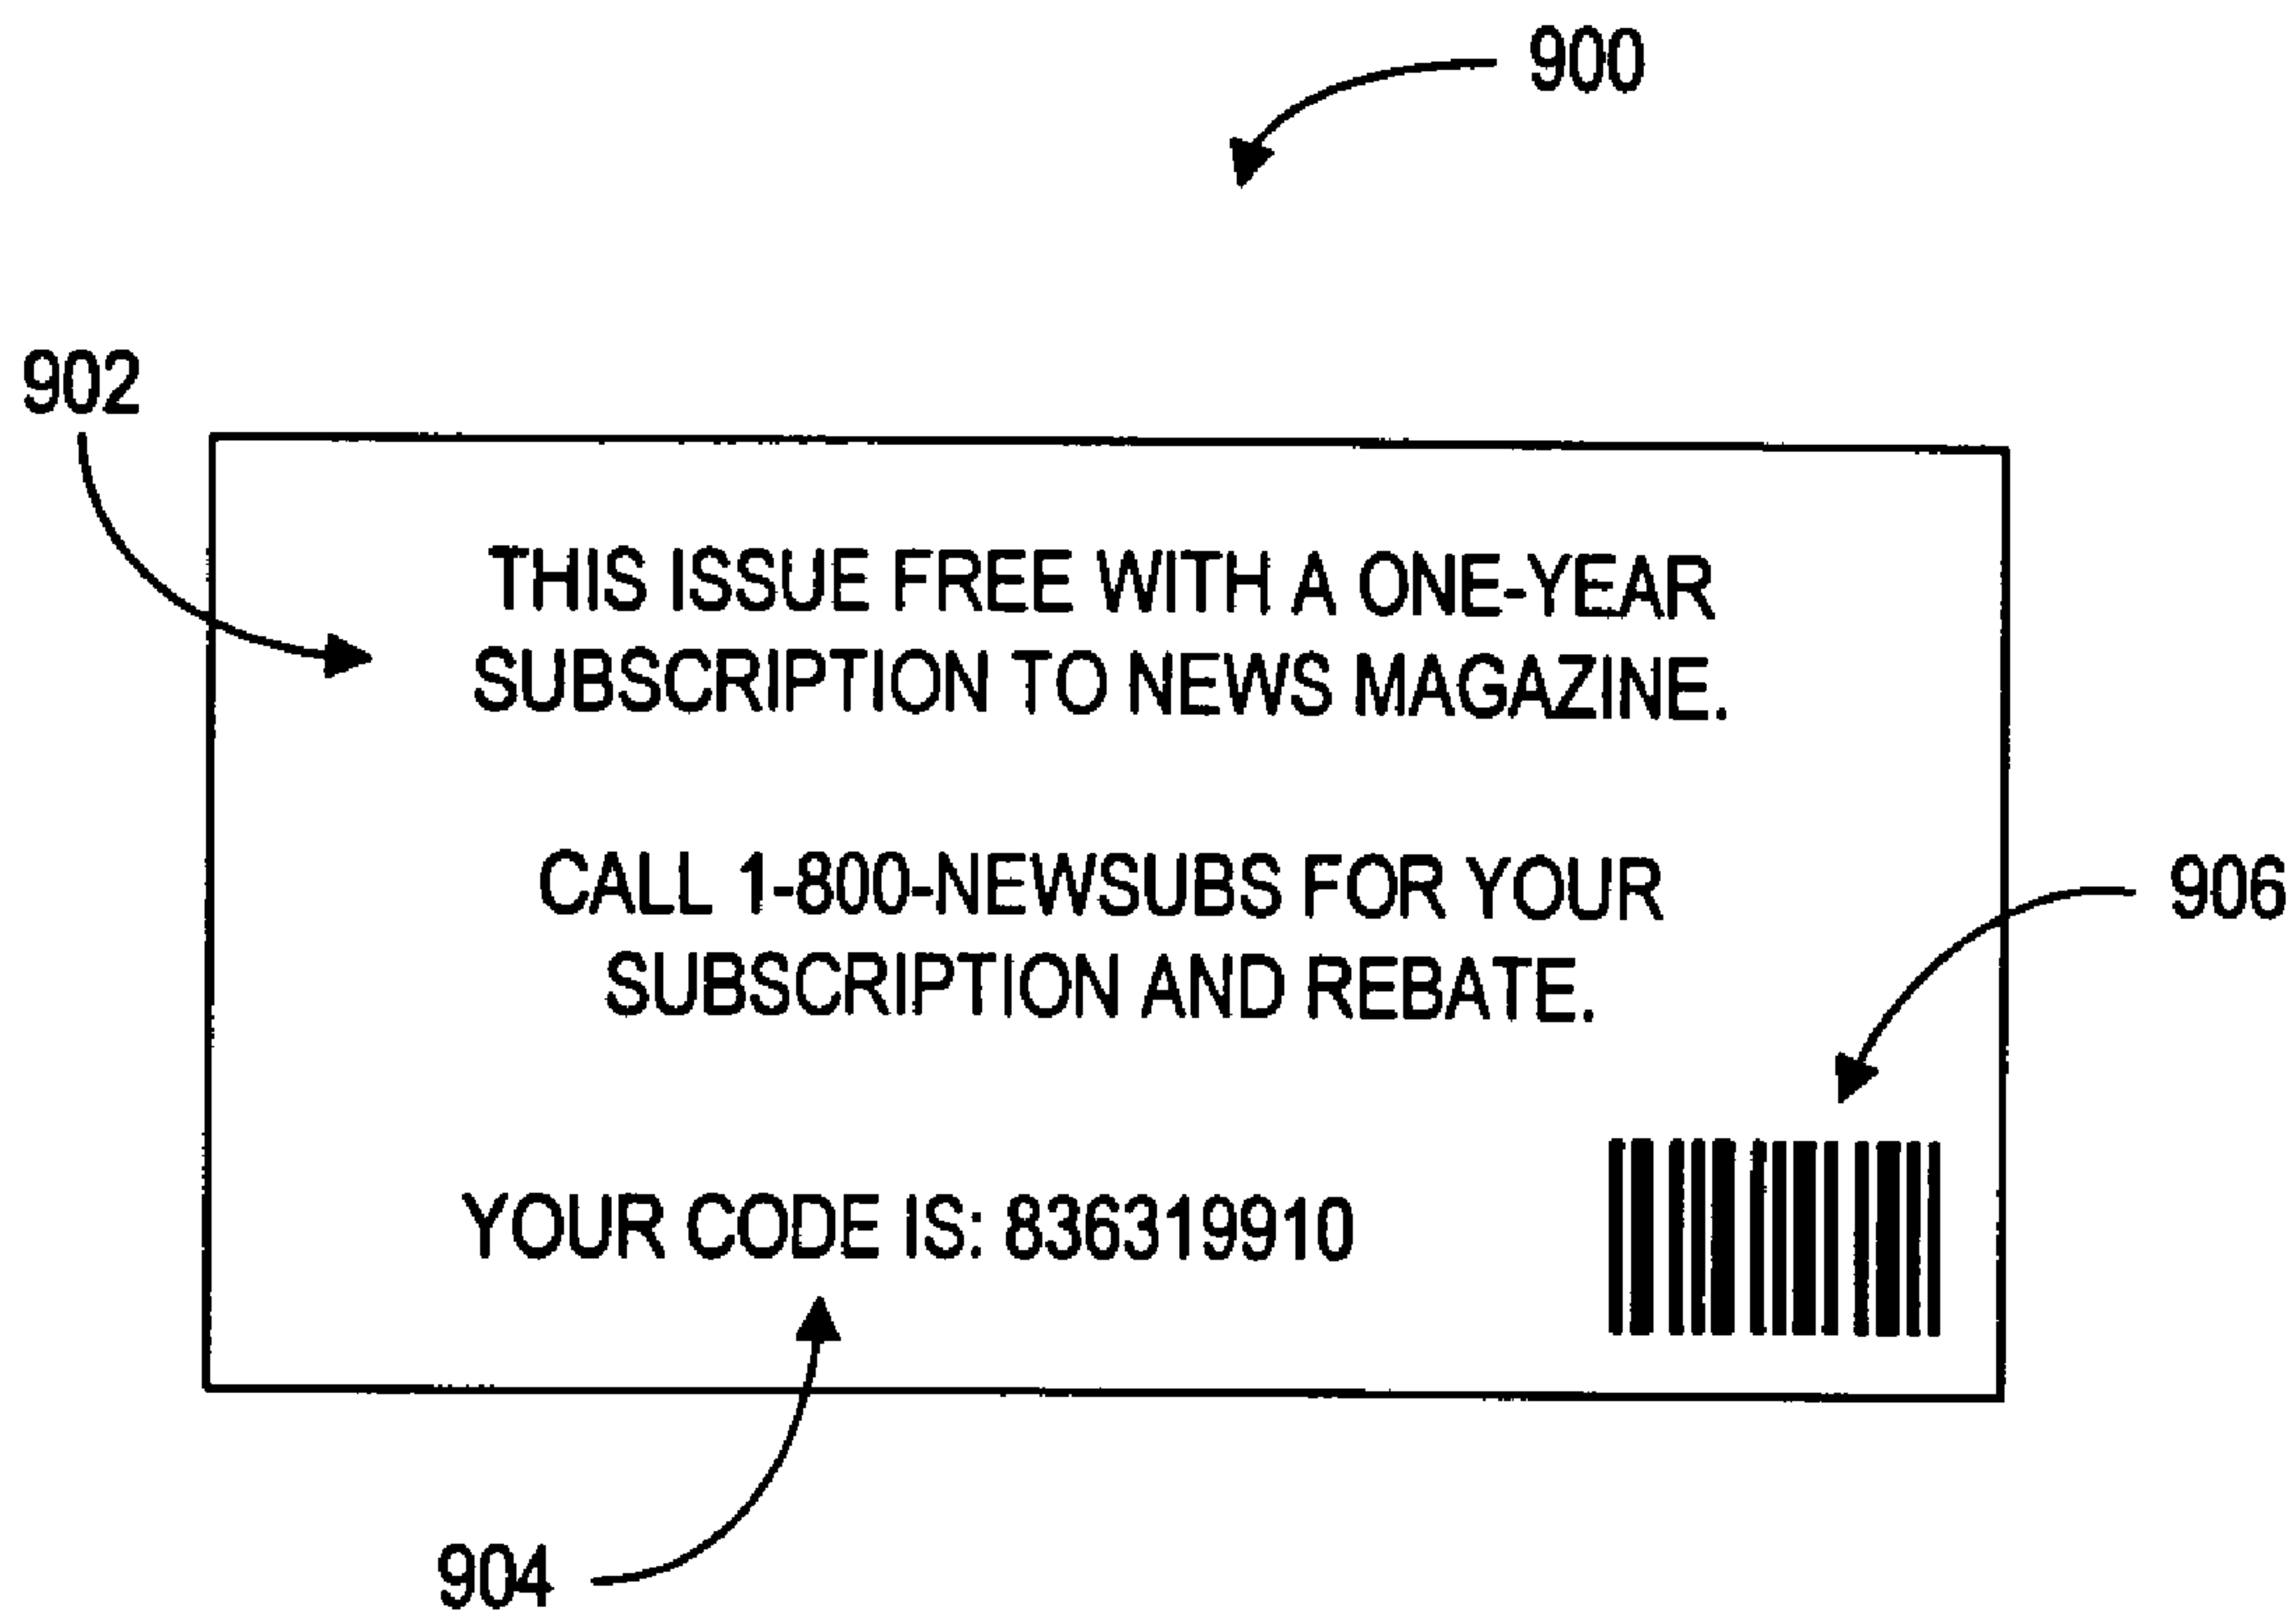 900
902
THIS ISSUE FREE WITH A ONE-YEAR
SUBSCRIPTION TO NEWS MAGAZINE.
CALL 1-800-NEWSUBS FOR YOUR
SUBSCRIPTION AND REBATE.
906
YOUR CODE IS: 836319910
904